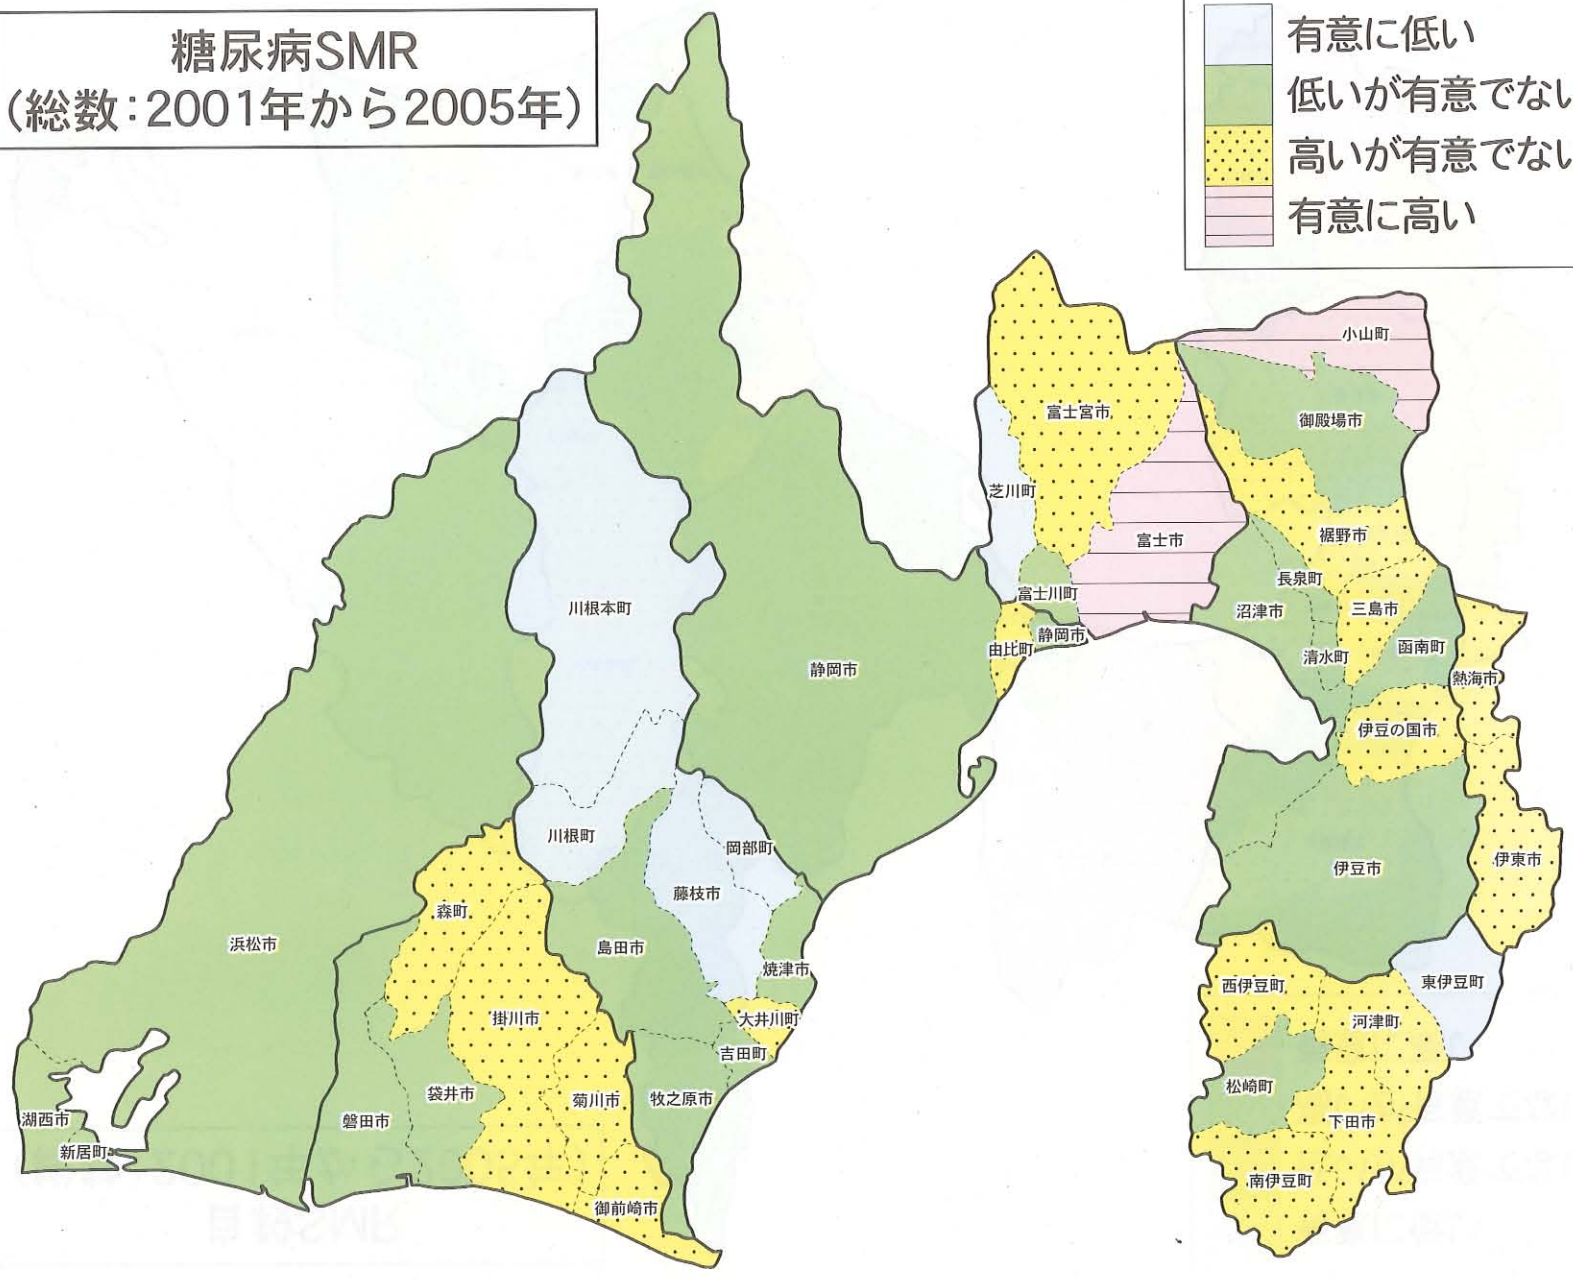 糖尿病SMR
(総数:2001年から2005年)
有意に低い
低いが有意でない
高いが有意でない
有意に高い
小山町
富士宮市
御殿場市
芝川町
富士市
裾野市
長泉町
富士川町
沼津市
三島市
川根本町
静岡市
由比町
静岡市
清水町
函南町
熱海市
伊豆の国市
川根町
岡部町
伊豆市
伊東市
藤枝市
森町
浜松市
島田市
焼津市
東伊豆町
西伊豆町
掛川市
大井川町
河津町
吉田町
松崎町
袋井市
菊川市
牧之原市
湖西市
磐田市
下田市
新居町
南伊豆町
御前崎市